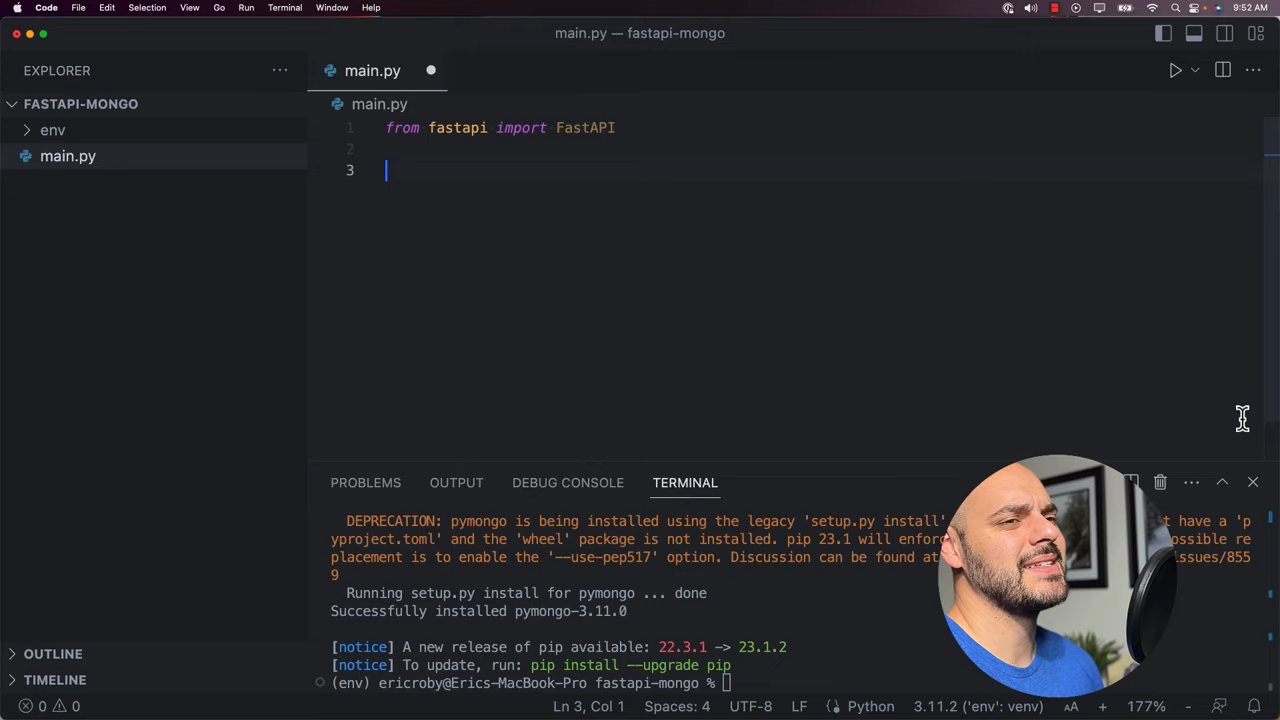 Code File Edit Selection View Go Run Terminal Window Help 9:52 AM
main.py — fastapi-mongo
EXPLORER
main.py
FASTAPI-MONGO
main.py
env
main.py
1 from fastapi import FastAPI
2
3
PROBLEMS OUTPUT DEBUG CONSOLE TERMINAL
DEPRECATION: pymongo is being installed using the legacy 'setup.py install' t have a 'p
yproject.toml' and the 'wheel' package is not installed. pip 23.1 will enfor ossible re
placement is to enable the '--use-pep517' option. Discussion can be found at issues/855
9
Running setup.py install for pymongo ... done
Successfully installed pymongo-3.11.0
[notice] A new release of pip available: 22.3.1 -> 23.1.2
[notice] To update, run: pip install --upgrade pip
(env) ericroby@Erics-MacBook-Pro fastapi-mongo %
OUTLINE
TIMELINE
0 0 Ln 3, Col 1 Spaces: 4 UTF-8 LF Python 3.11.2 ('env': venv) AA + 177% -